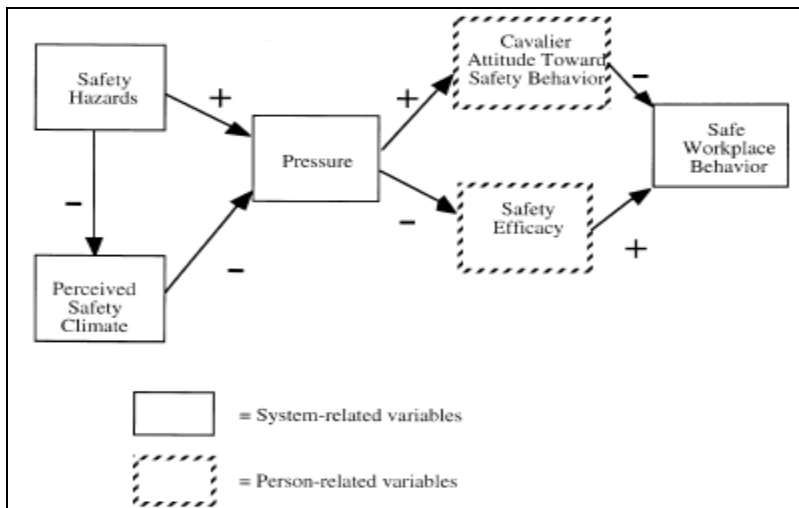 Safety
Hazards
+
-
Perceived
Safety
Climate
-
Pressure
+
-
Cavalier
Attitude Toward
Safety Behavior
-
Safety
Efficacy
+
Safe
Workplace
Behavior
= System-related variables
= Person-related variables